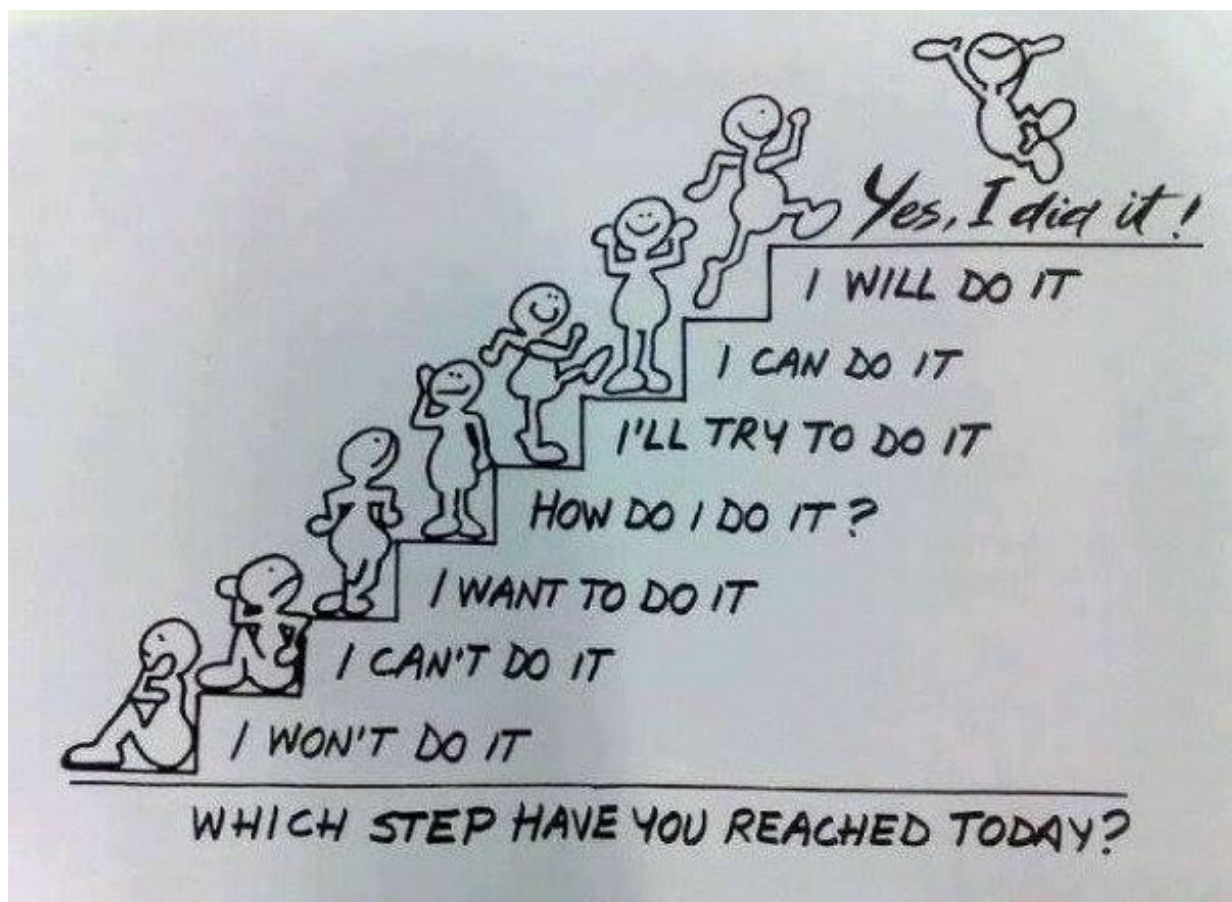 Yes, I did it!
I WILL DO IT
I CAN DO IT
I'LL TRY TO DO IT
HOW DO I DO IT?
I WANT TO DO IT
I CAN'T DO IT
I WON'T DO IT
WHICH STEP HAVE YOU REACHED TODAY?